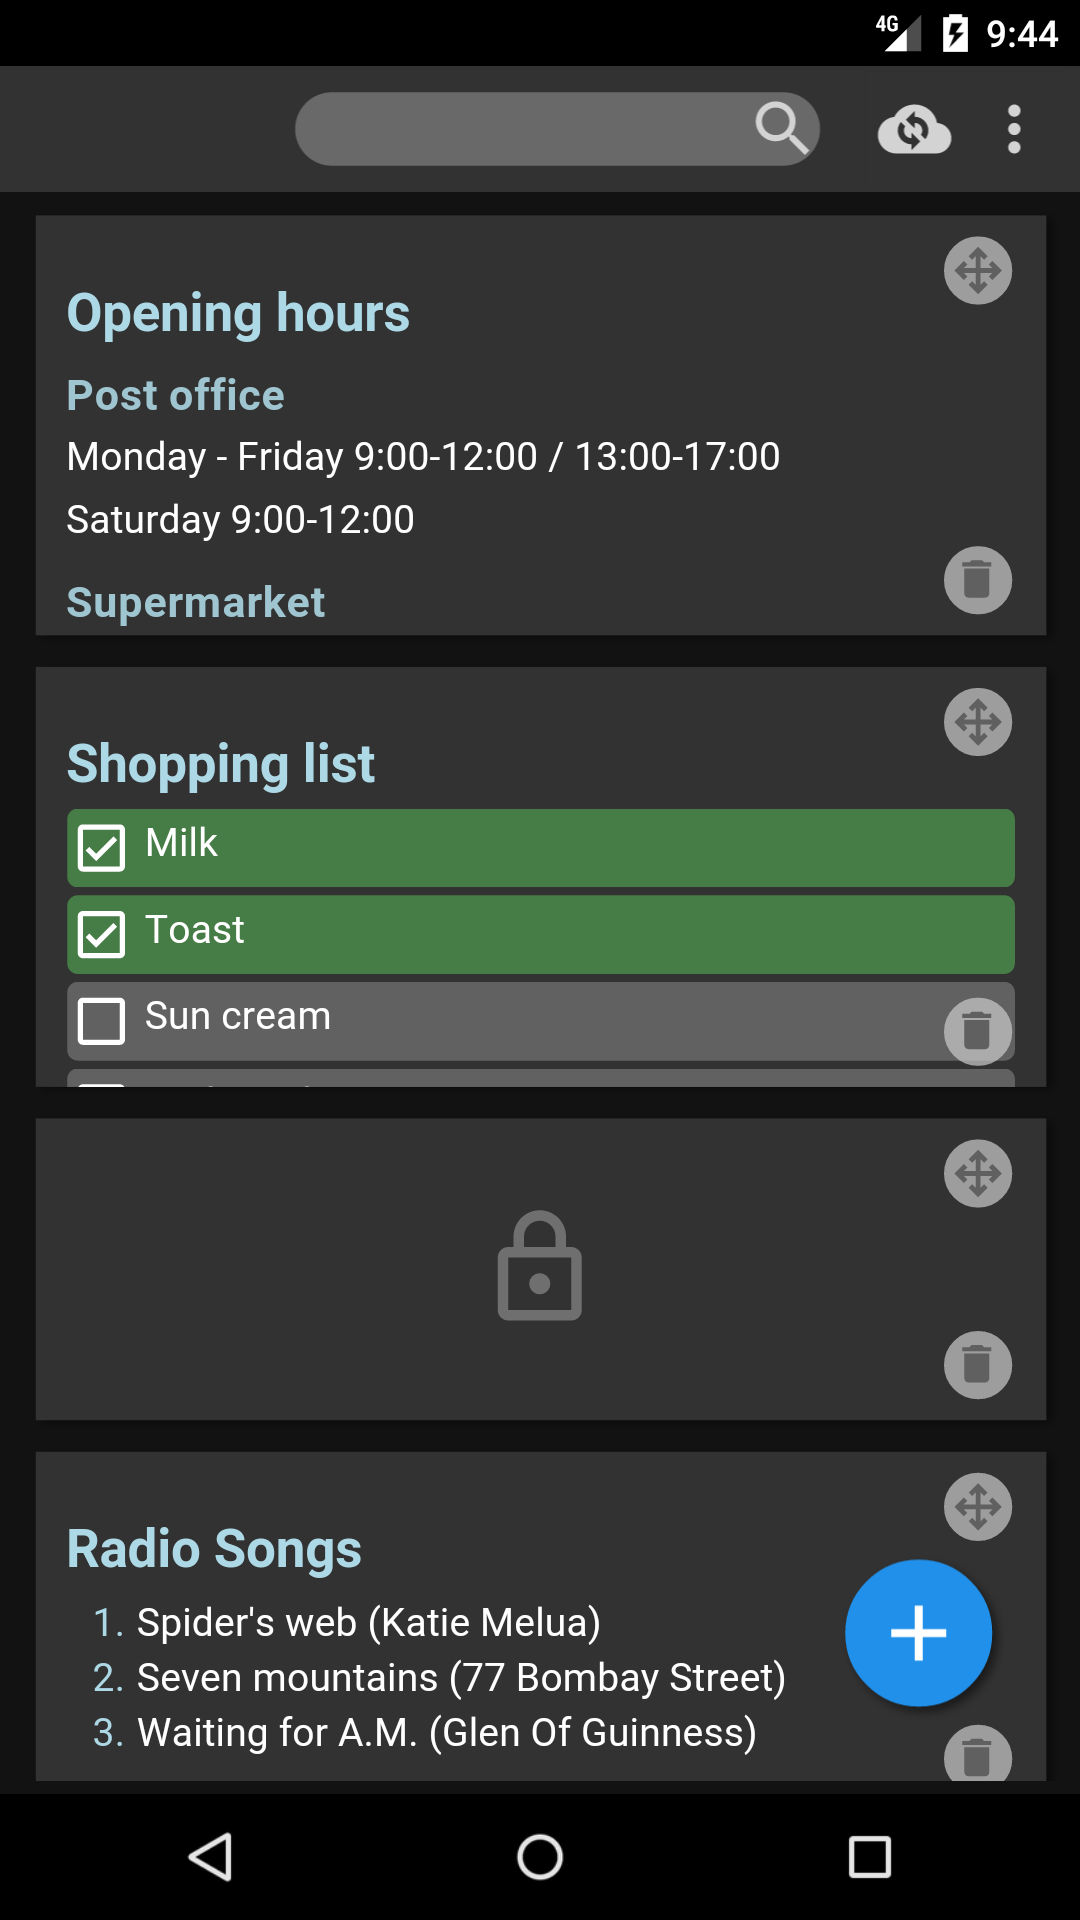 4G 9:44
Opening hours
Post office
Monday - Friday 9:00-12:00 / 13:00-17:00
Saturday 9:00-12:00
Supermarket
Shopping list
Milk
Toast
Sun cream
Radio Songs
1. Spider's web (Katie Melua)
2. Seven mountains (77 Bombay Street)
3. Waiting for A.M. (Glen Of Guinness)